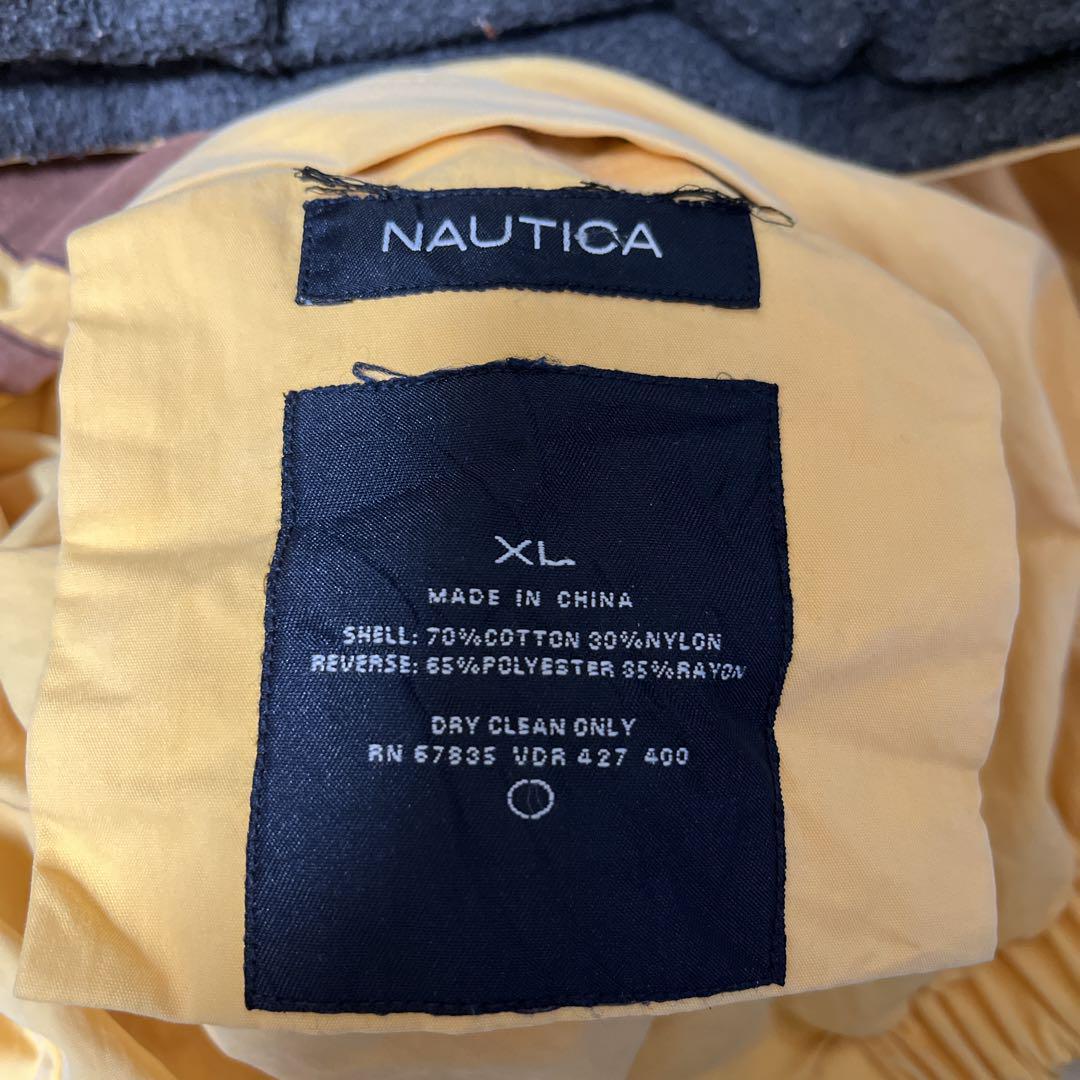 NAUTICA
XL
MADE IN CHINA
SHELL: 70%COTTON 30%NYLON
REVERSE: 65%POLYESTER 35%RAYON
DRY CLEAN ONLY
RN 67835 VDR 427 400